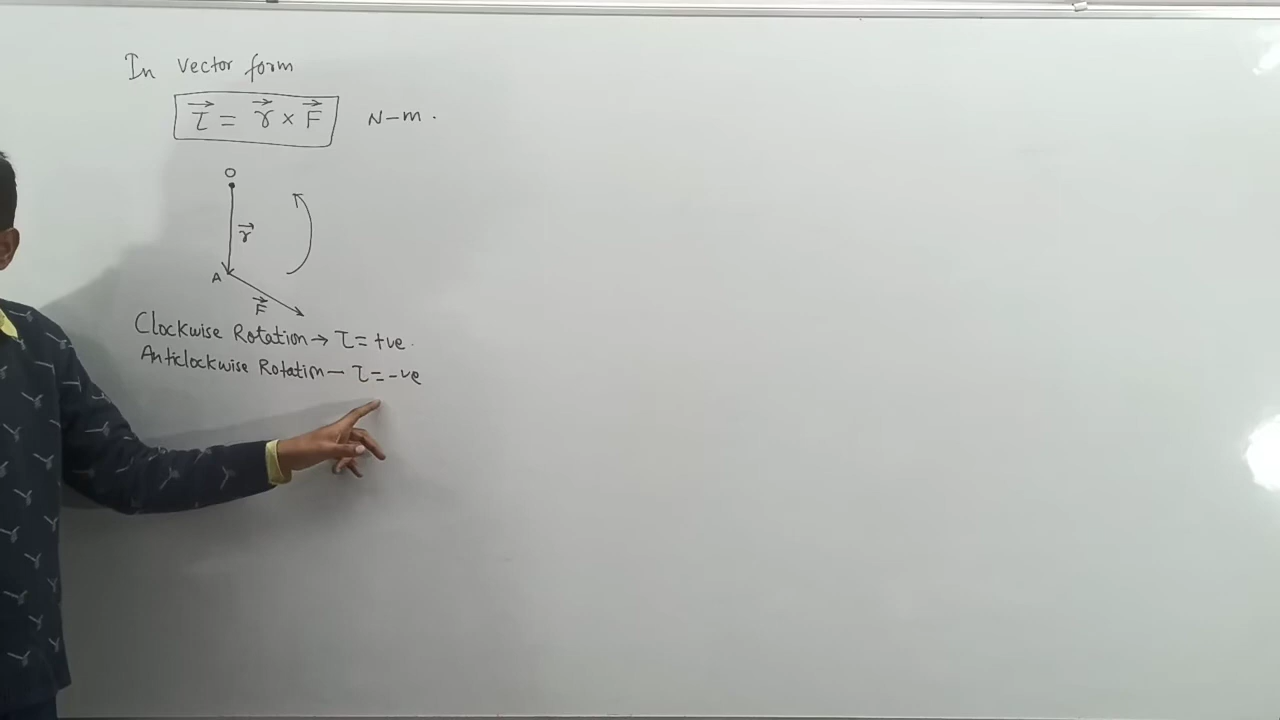 In vector form
τ⃗ = r⃗ × F⃗ N-m.
O
r⃗
A
F⃗
Clockwise Rotation → τ = +ve.
Anticlockwise Rotation — τ = -ve